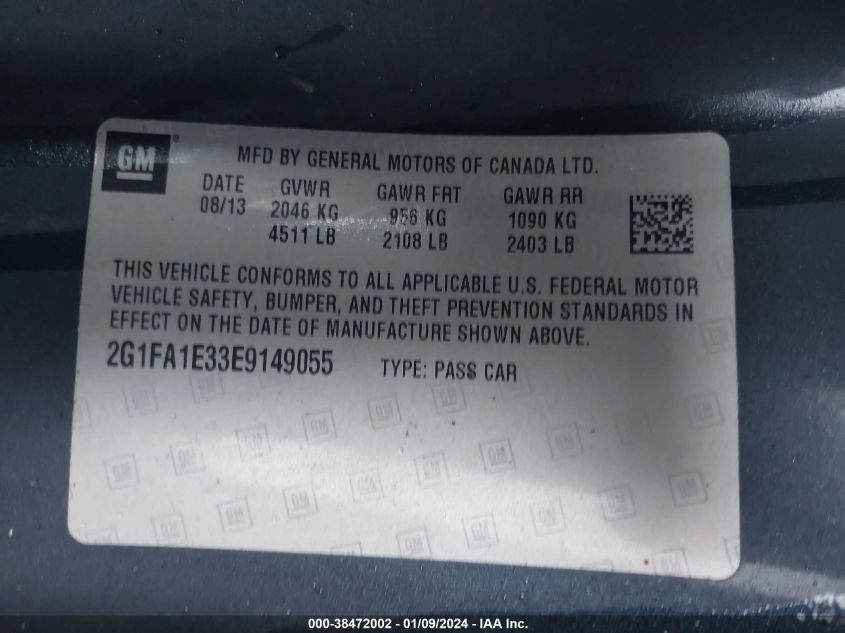 GM
MFD BY GENERAL MOTORS OF CANADA LTD.
DATE GVWR GAWR FRT GAWR RR
08/13 2046 KG 956 KG 1090 KG
4511 LB 2108 LB 2403 LB
THIS VEHICLE CONFORMS TO ALL APPLICABLE U.S. FEDERAL MOTOR
VEHICLE SAFETY, BUMPER, AND THEFT PREVENTION STANDARDS IN
EFFECT ON THE DATE OF MANUFACTURE SHOWN ABOVE.
2G1FA1E33E9149055 TYPE: PASS CAR
000-38472002 - 01/09/2024 - IAA Inc.